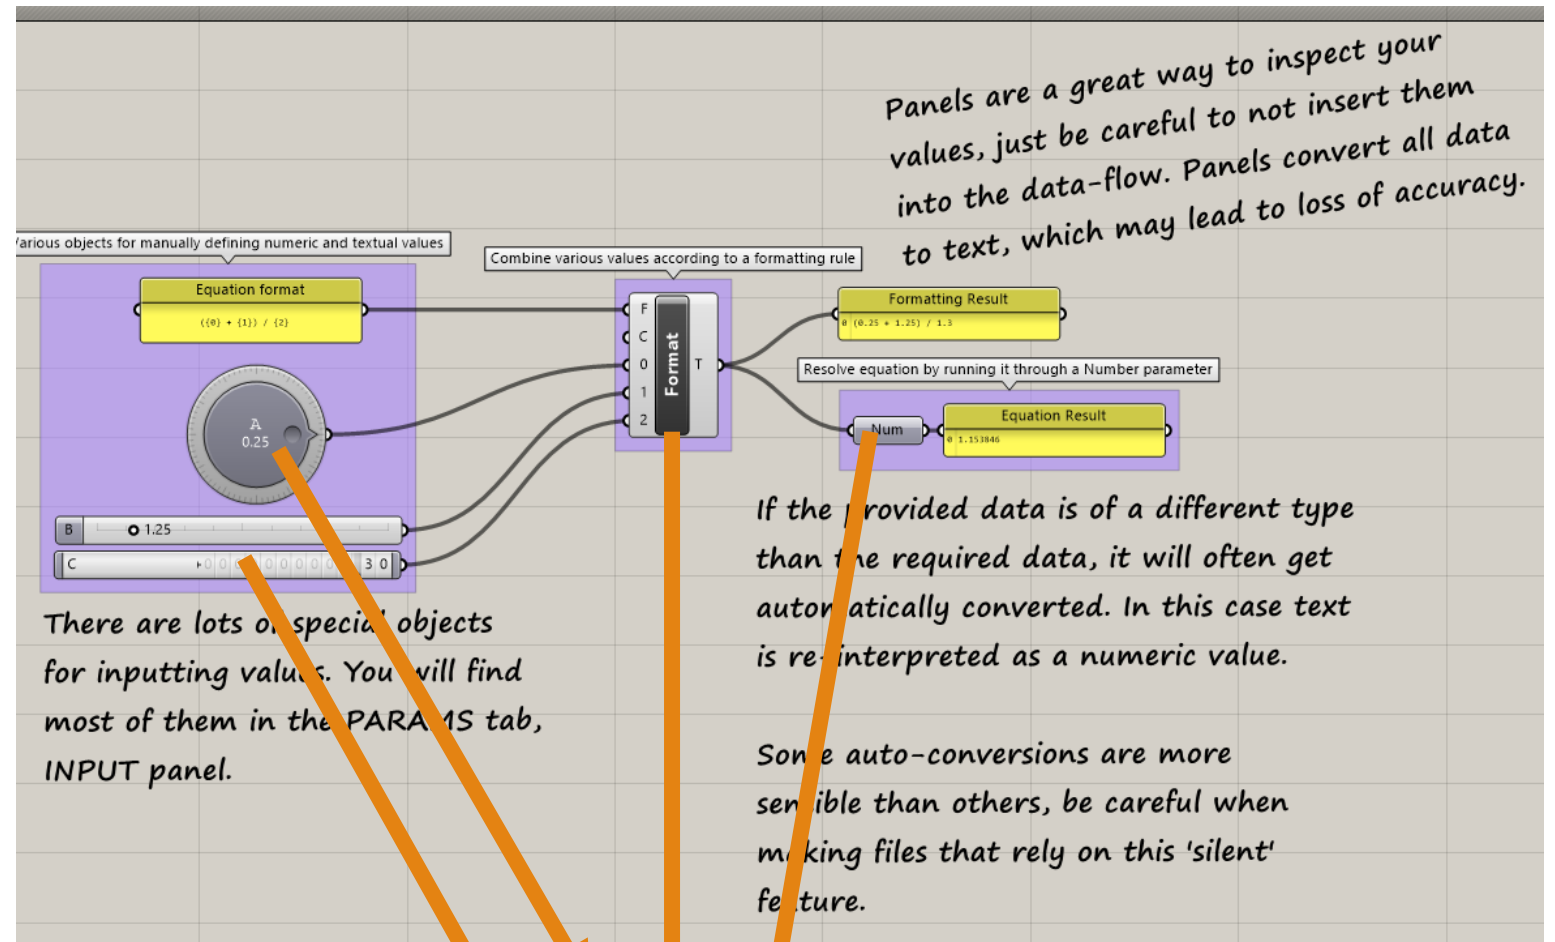 Panels are a great way to inspect your
values, just be careful to not insert them
into the data-flow. Panels convert all data
to text, which may lead to loss of accuracy.
Various objects for manually defining numeric and textual values
Equation format
({0} + {1}) / {2}
A
0.25
B 1.25
C 3 0
Combine various values according to a formatting rule
F
C
0
1
2
Format
T
Formatting Result
0 (0.25 + 1.25) / 1.3
Resolve equation by running it through a Number parameter
Num
Equation Result
0 1.153846
There are lots of special objects
for inputting values. You will find
most of them in the PARAMS tab,
INPUT panel.
If the provided data is of a different type
than the required data, it will often get
automatically converted. In this case text
is re-interpreted as a numeric value.
Some auto-conversions are more
sensible than others, be careful when
making files that rely on this 'silent'
feature.